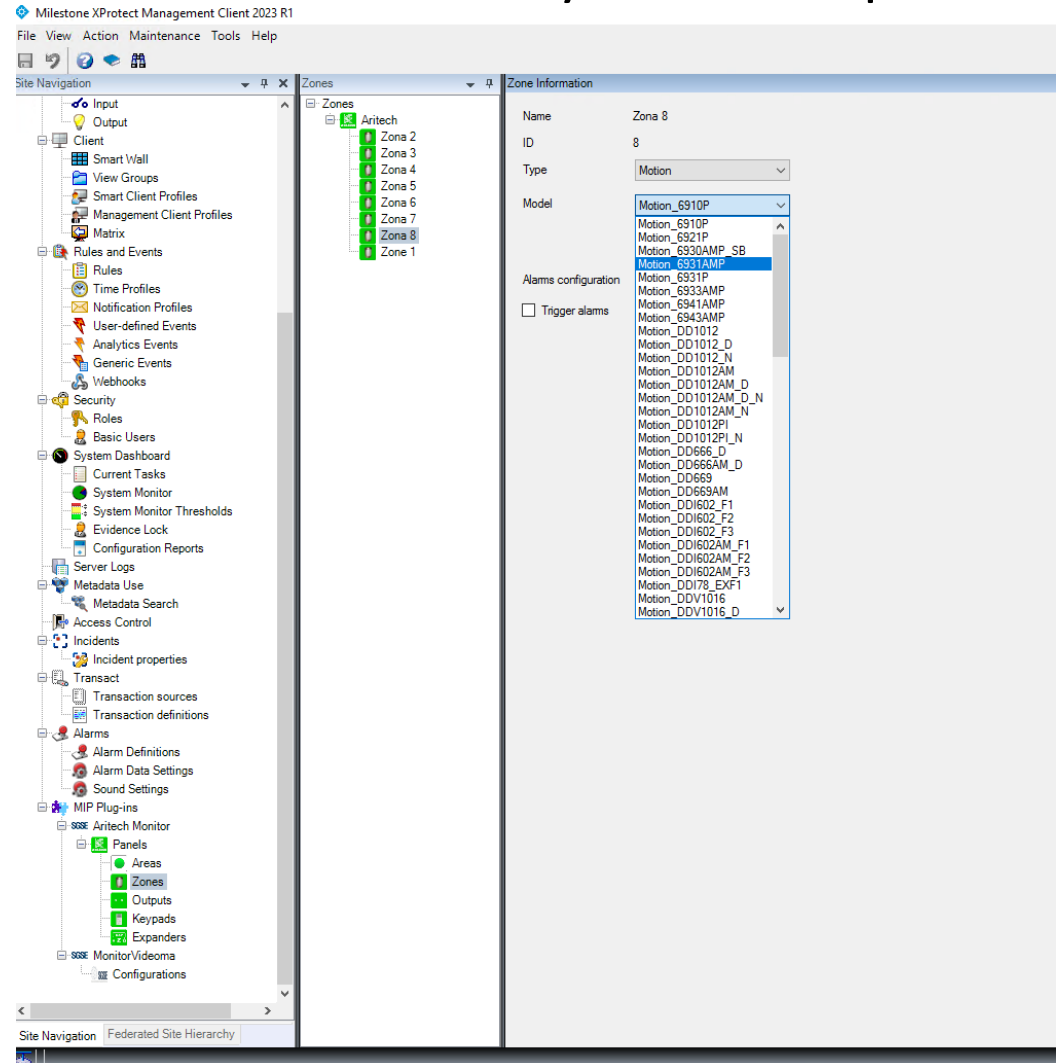 Milestone XProtect Management Client 2023 R1
File View Action Maintenance Tools Help
Site Navigation
Input
Output
Client
Smart Wall
View Groups
Smart Client Profiles
Management Client Profiles
Matrix
Rules and Events
Rules
Time Profiles
Notification Profiles
User-defined Events
Analytics Events
Generic Events
Webhooks
Security
Roles
Basic Users
System Dashboard
Current Tasks
System Monitor
System Monitor Thresholds
Evidence Lock
Configuration Reports
Server Logs
Metadata Use
Metadata Search
Access Control
Incidents
Incident properties
Transact
Transaction sources
Transaction definitions
Alarms
Alarm Definitions
Alarm Data Settings
Sound Settings
MIP Plug-ins
SGSE Aritech Monitor
Panels
Areas
Zones
Outputs
Keypads
Expanders
SGSE MonitorVideoma
Configurations
Site Navigation Federated Site Hierarchy
Zones
Zones
Aritech
Zona 2
Zona 3
Zona 4
Zona 5
Zona 6
Zona 7
Zona 8
Zone 1
Zone Information
Name Zona 8
ID 8
Type Motion
Model Motion_6910P
Motion_6910P
Motion_6921P
Motion_6930AMP_SB
Motion_6931AMP
Motion_6931P
Motion_6933AMP
Motion_6941AMP
Motion_6943AMP
Motion_DD1012
Motion_DD1012_D
Motion_DD1012_N
Motion_DD1012AM
Motion_DD1012AM_D
Motion_DD1012AM_D_N
Motion_DD1012AM_N
Motion_DD1012PI
Motion_DD1012PI_N
Motion_DD666_D
Motion_DD666AM_D
Motion_DD669
Motion_DD669AM
Motion_DDI602_F1
Motion_DDI602_F2
Motion_DDI602_F3
Motion_DDI602AM_F1
Motion_DDI602AM_F2
Motion_DDI602AM_F3
Motion_DDI78_EXF1
Motion_DDV1016
Motion_DDV1016_D
Alarms configuration
Trigger alarms